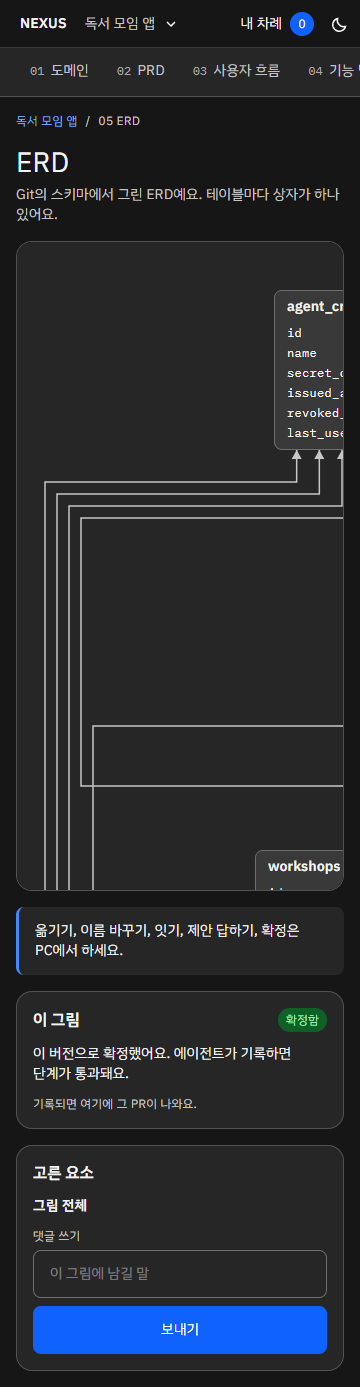 NEXUS 독서 모임 앱 내 차례 0
01 도메인 02 PRD 03 사용자 흐름 04 기능
독서 모임 앱 / 05 ERD
ERD
Git의 스키마에서 그린 ERD예요. 테이블마다 상자가 하나
있어요.
agent_cr
id
name
secret_
issued_a
revoked_
last_use
workshops
옮기기, 이름 바꾸기, 잇기, 제안 답하기, 확정은
PC에서 하세요.
이 그림 확정함
이 버전으로 확정했어요. 에이전트가 기록하면
단계가 통과돼요.
기록되면 여기에 그 PR이 나와요.
고른 요소
그림 전체
댓글 쓰기
이 그림에 남길 말
보내기